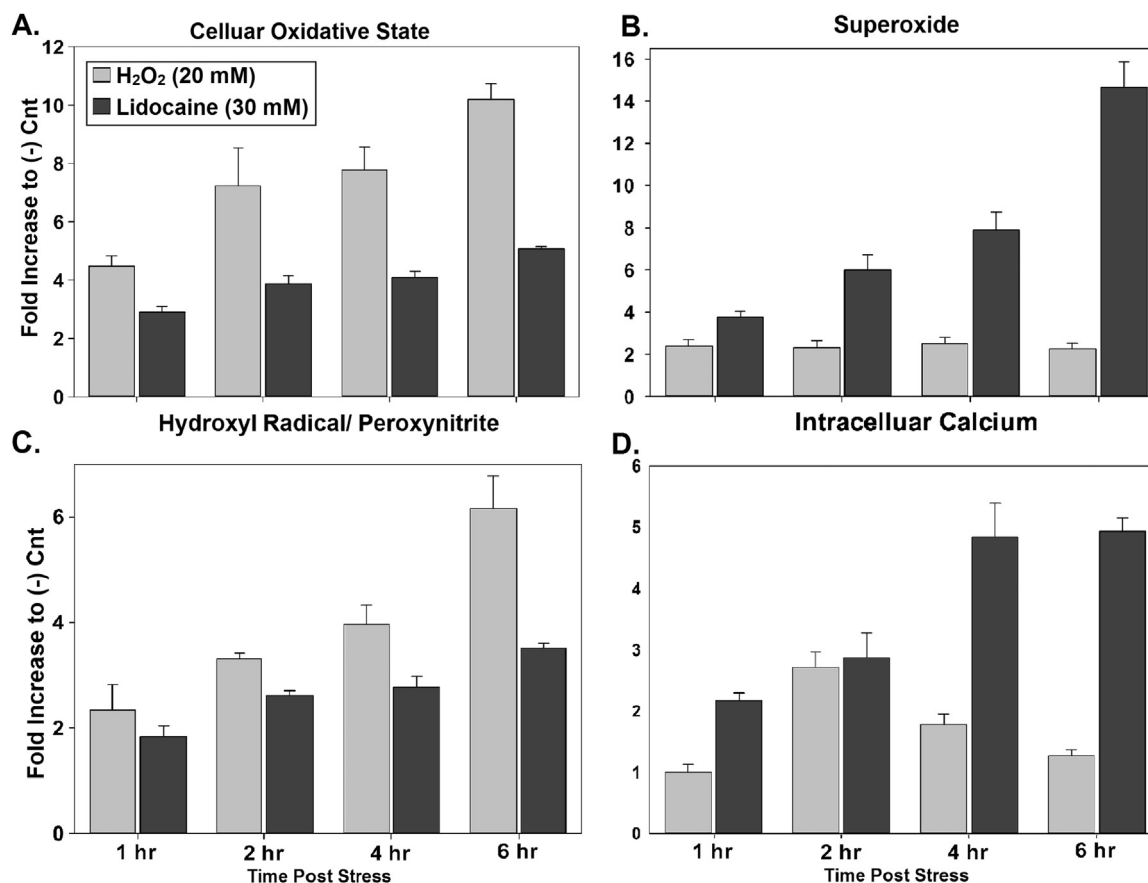 A.
Celluar Oxidative State
12
10
8
6
4
2
0
Fold Increase to (-) Cnt
H₂O₂ (20 mM)
Lidocaine (30 mM)
B.
Superoxide
16
14
12
10
8
6
4
2
0
C.
Hydroxyl Radical/ Peroxynitrite
6
4
2
0
Fold Increase to (-) Cnt
1 hr
2 hr
4 hr
6 hr
Time Post Stress
D.
Intracelluar Calcium
6
5
4
3
2
1
0
1 hr
2 hr
4 hr
6 hr
Time Post Stress